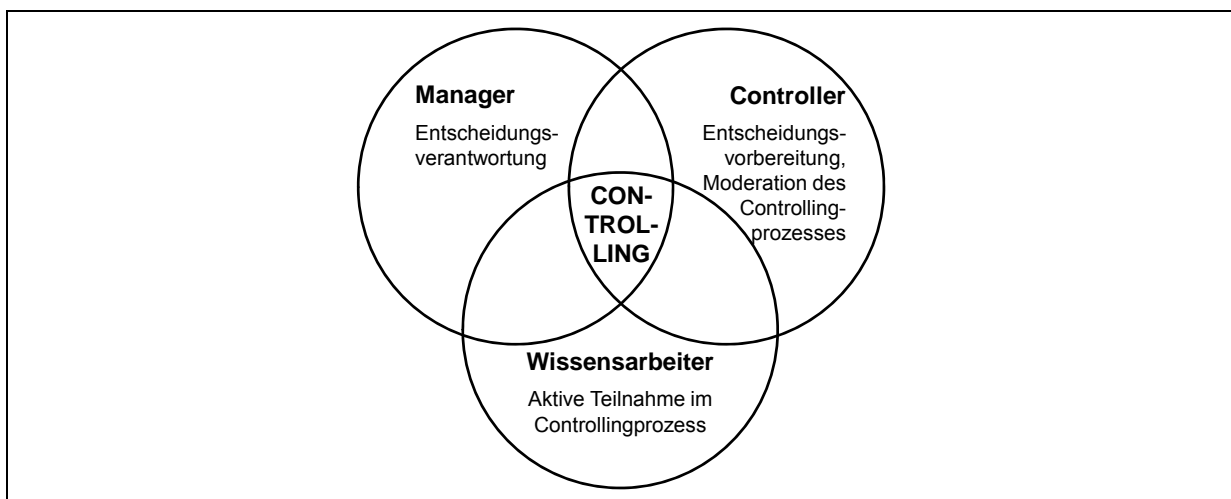 Manager
Entscheidungs-
verantwortung
Controller
Entscheidungs-
vorbereitung,
Moderation des
Controlling-
prozesses
CON-
TROL-
LING
Wissensarbeiter
Aktive Teilnahme im
Controllingprozess